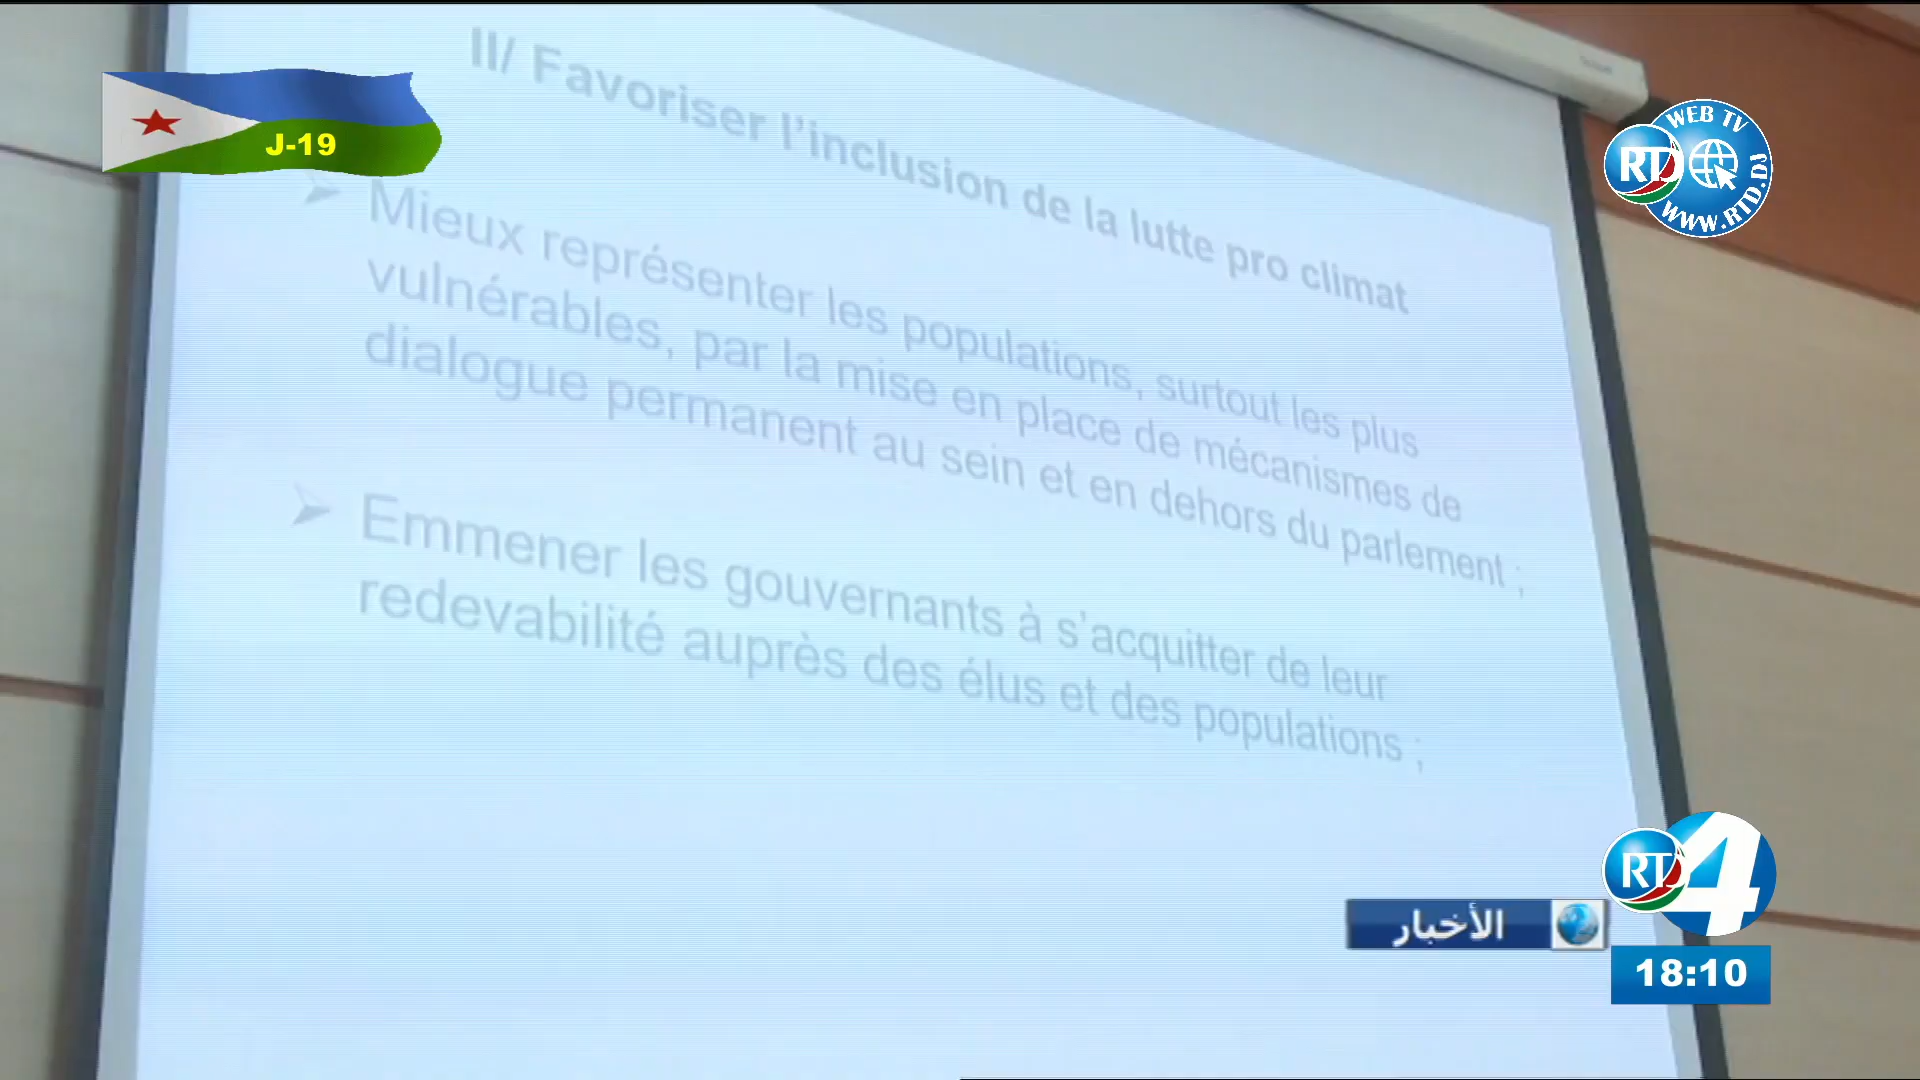 II/ Favoriser l'inclusion de la lutte pro climat
Mieux représenter les populations, surtout les plus
vulnérables, par la mise en place de mécanismes de
dialogue permanent au sein et en dehors du parlement ;
Emmener les gouvernants à s'acquitter de leur
redevabilité auprès des élus et des populations ;
J-19
WEB TV
RTD
WWW.RTD.DJ
RTD 4
الأخبار
18:10